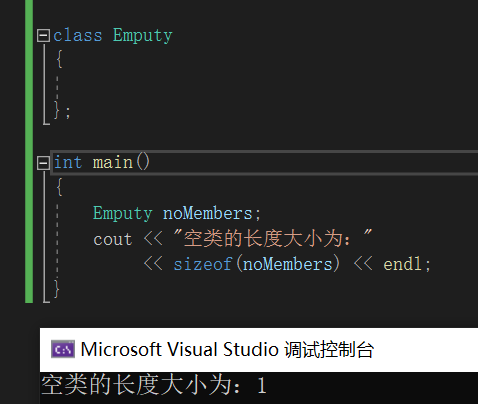 class Emputy
{
};
int main()
{
Emputy noMembers;
cout << "空类的长度大小为："
<< sizeof(noMembers) << endl;
}
C:\ Microsoft Visual Studio 调试控制台
空类的长度大小为：1